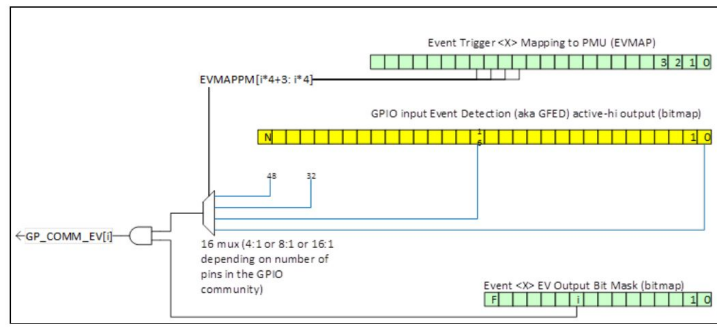 Event Trigger <X> Mapping to PMU (EVMAP)
3 2 1 0
EVMAPPM[i*4+3: i*4]
GPIO input Event Detection (aka GFED) active-hi output (bitmap)
N 1 6 1 0
48 32
←GP_COMM_EV[i]
16 mux (4:1 or 8:1 or 16:1
depending on number of
pins in the GPIO
community)
Event <X> EV Output Bit Mask (bitmap)
F i 1 0